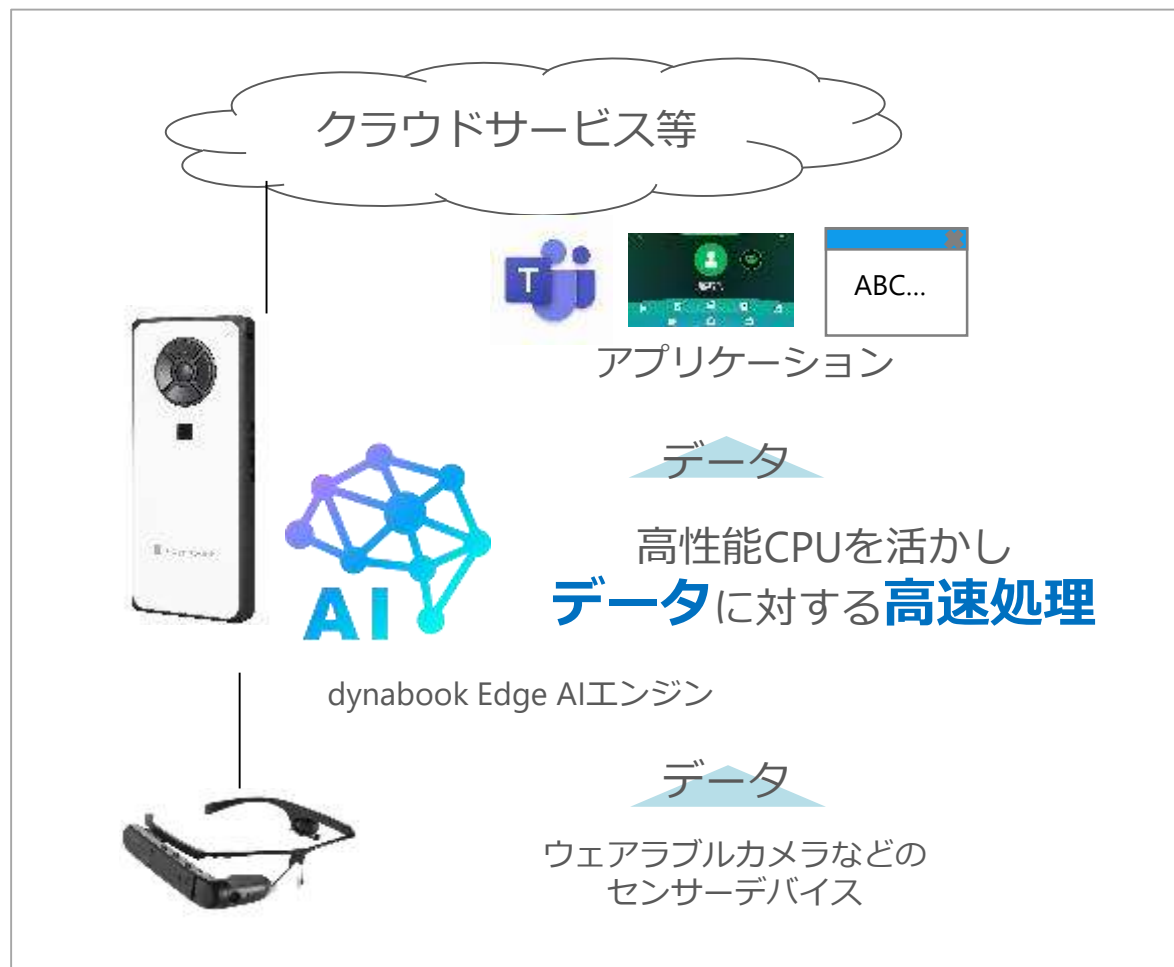 クラウドサービス等
T
ABC...
アプリケーション
データ
高性能CPUを活かし
データに対する高速処理
AI
dynabook Edge AIエンジン
データ
ウェアラブルカメラなどの
センサーデバイス